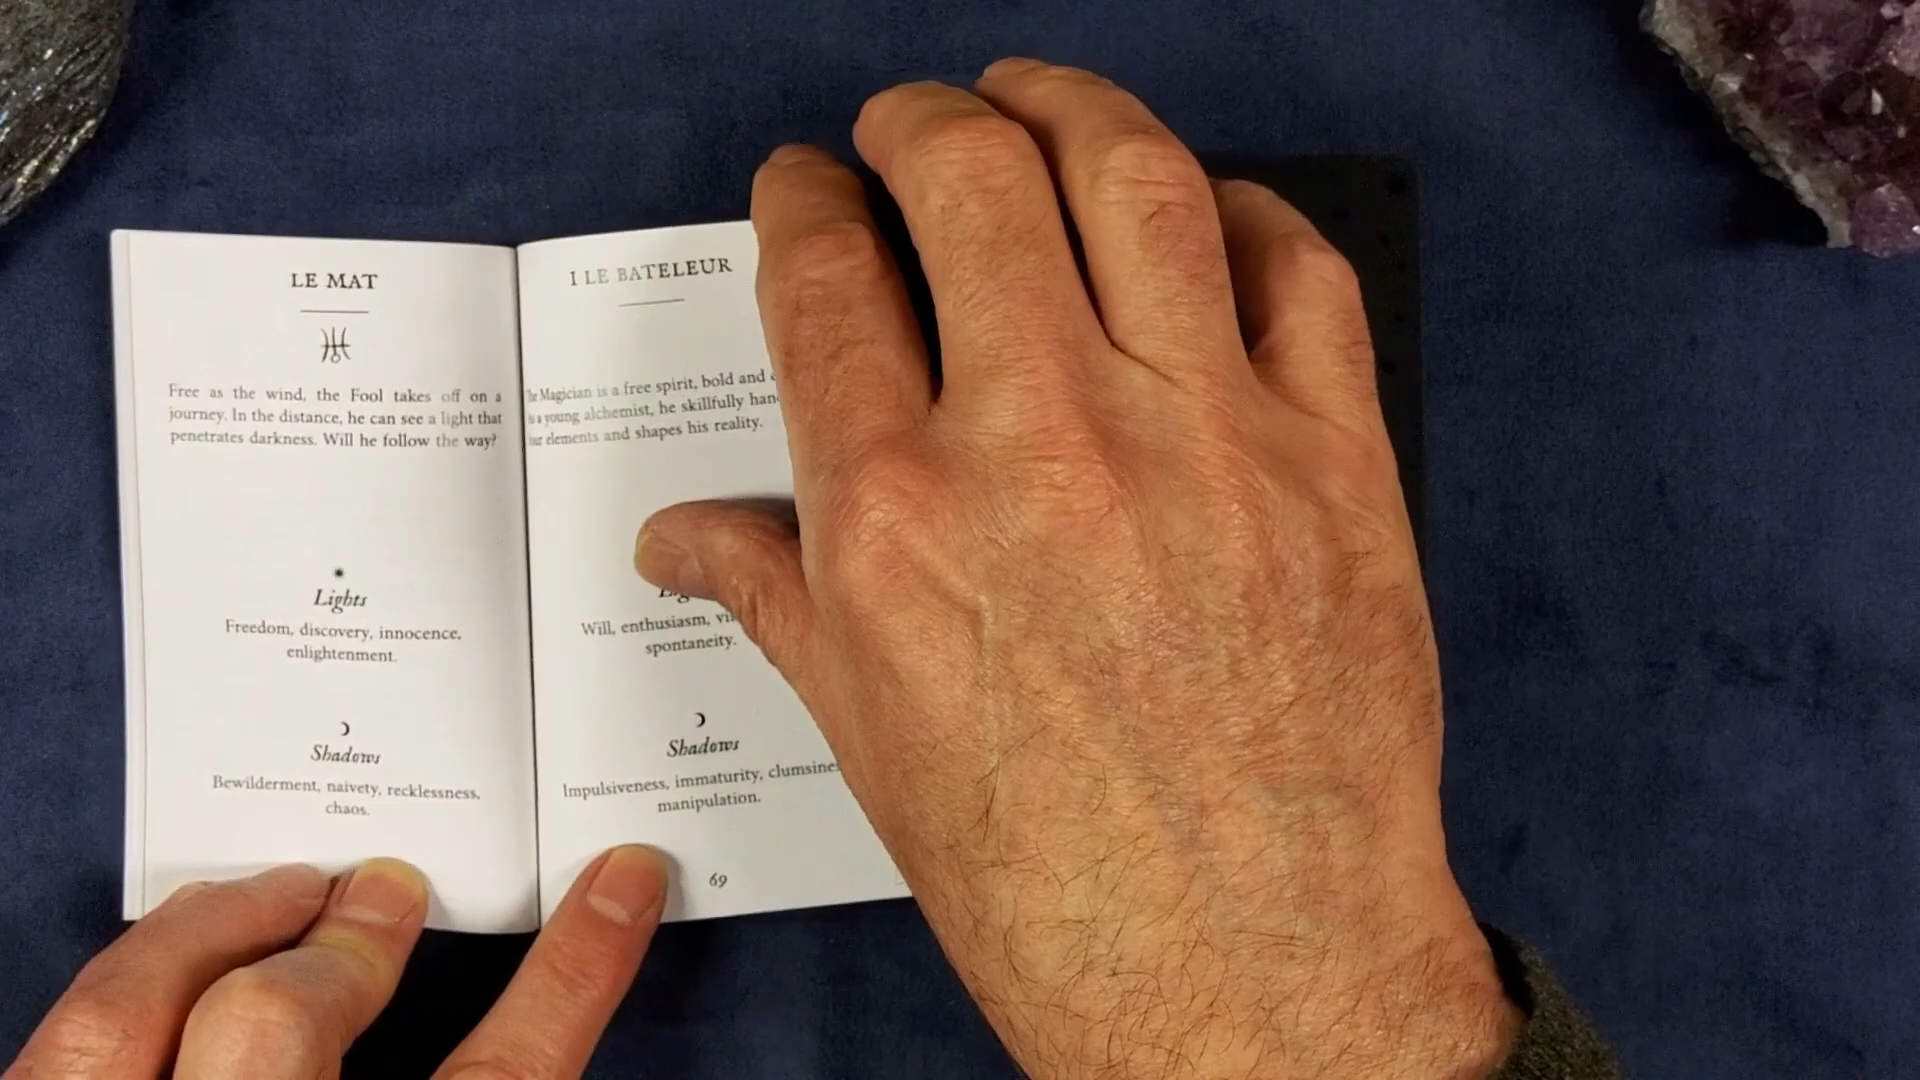 LE MAT
Free as the wind, the Fool takes off on a
journey. In the distance, he can see a light that
penetrates darkness. Will he follow the way?
Lights
Freedom, discovery, innocence,
enlightenment.
Shadows
Bewilderment, naivety, recklessness,
chaos.
I LE BATELEUR
Magician is a free spirit, bold and
a young alchemist, he skillfully
elements and shapes his reality.
Will, enthusiasm,
spontaneity.
Shadows
Impulsiveness, immaturity,
manipulation.
69